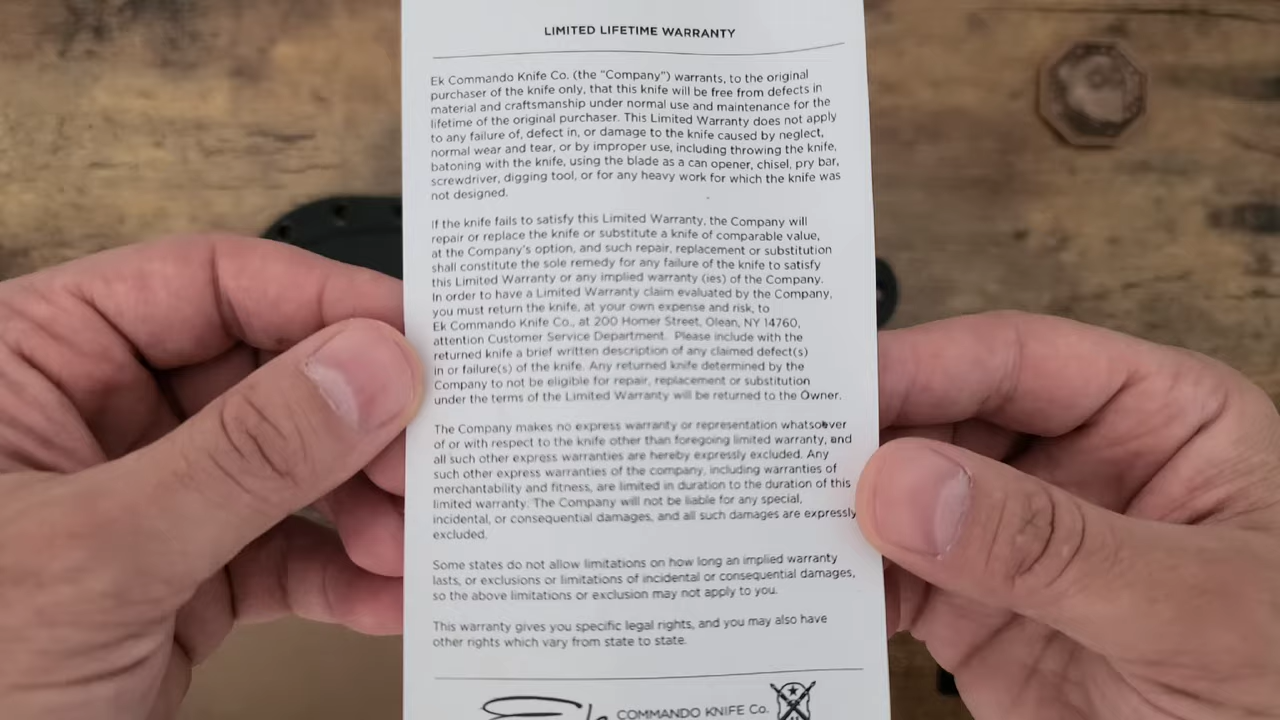 LIMITED LIFETIME WARRANTY
Ek Commando Knife Co. (the "Company") warrants, to the original
purchaser of the knife only, that this knife will be free from defects in
material and craftsmanship under normal use and maintenance for the
lifetime of the original purchaser. This Limited Warranty does not apply
to any failure of, defect in, or damage to the knife caused by neglect,
normal wear and tear, or by improper use, including throwing the knife,
batoning with the knife, using the blade as a can opener, chisel, pry bar,
screwdriver, digging tool, or for any heavy work for which the knife was
not designed.
If the knife fails to satisfy this Limited Warranty, the Company will
repair or replace the knife or substitute a knife of comparable value,
at the Company's option, and such repair, replacement or substitution
shall constitute the sole remedy for any failure of the knife to satisfy
this Limited Warranty or any implied warranty (ies) of the Company.
In order to have a Limited Warranty claim evaluated by the Company,
you must return the knife, at your own expense and risk, to
Ek Commando Knife Co., at 200 Homer Street, Olean, NY 14760,
attention Customer Service Department. Please include with the
returned knife a brief written description of any claimed defect(s)
in or failure(s) of the knife. Any returned knife determined by the
Company to not be eligible for repair, replacement or substitution
under the terms of the Limited Warranty will be returned to the Owner.
The Company makes no express warranty or representation whatsoever
of or with respect to the knife other than foregoing limited warranty, and
all such other express warranties are hereby expressly excluded. Any
such other express warranties of the company, including warranties of
merchantability and fitness, are limited in duration to the duration of this
limited warranty. The Company will not be liable for any special,
incidental, or consequential damages, and all such damages are expressly
excluded.
Some states do not allow limitations on how long an implied warranty
lasts, or exclusions or limitations of incidental or consequential damages,
so the above limitations or exclusion may not apply to you.
This warranty gives you specific legal rights, and you may also have
other rights which vary from state to state.
Ek COMMANDO KNIFE Co.